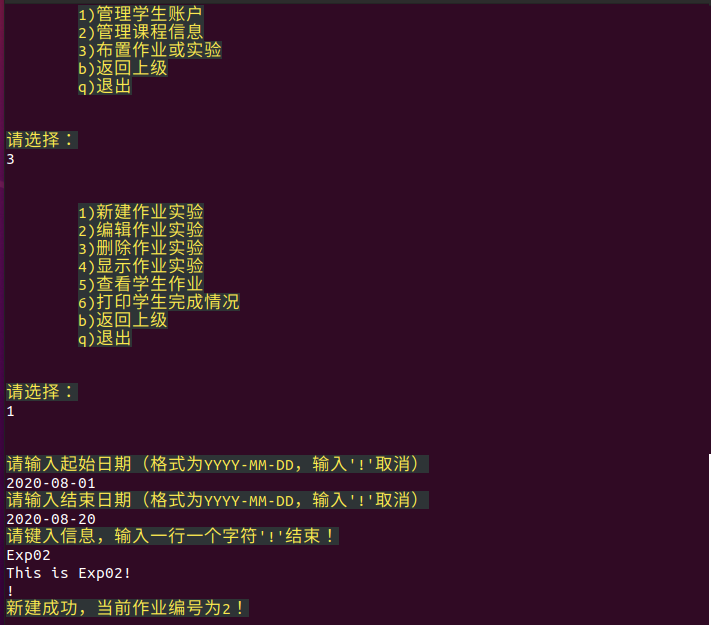 1)管理学生账户
2)管理课程信息
3)布置作业或实验
b)返回上级
q)退出
请选择：
3
1)新建作业实验
2)编辑作业实验
3)删除作业实验
4)显示作业实验
5)查看学生作业
6)打印学生完成情况
b)返回上级
q)退出
请选择：
1
请输入起始日期（格式为YYYY-MM-DD，输入'!'取消）
2020-08-01
请输入结束日期（格式为YYYY-MM-DD，输入'!'取消）
2020-08-20
请键入信息，输入一行一个字符'!'结束！
Exp02
This is Exp02!
!
新建成功，当前作业编号为2！